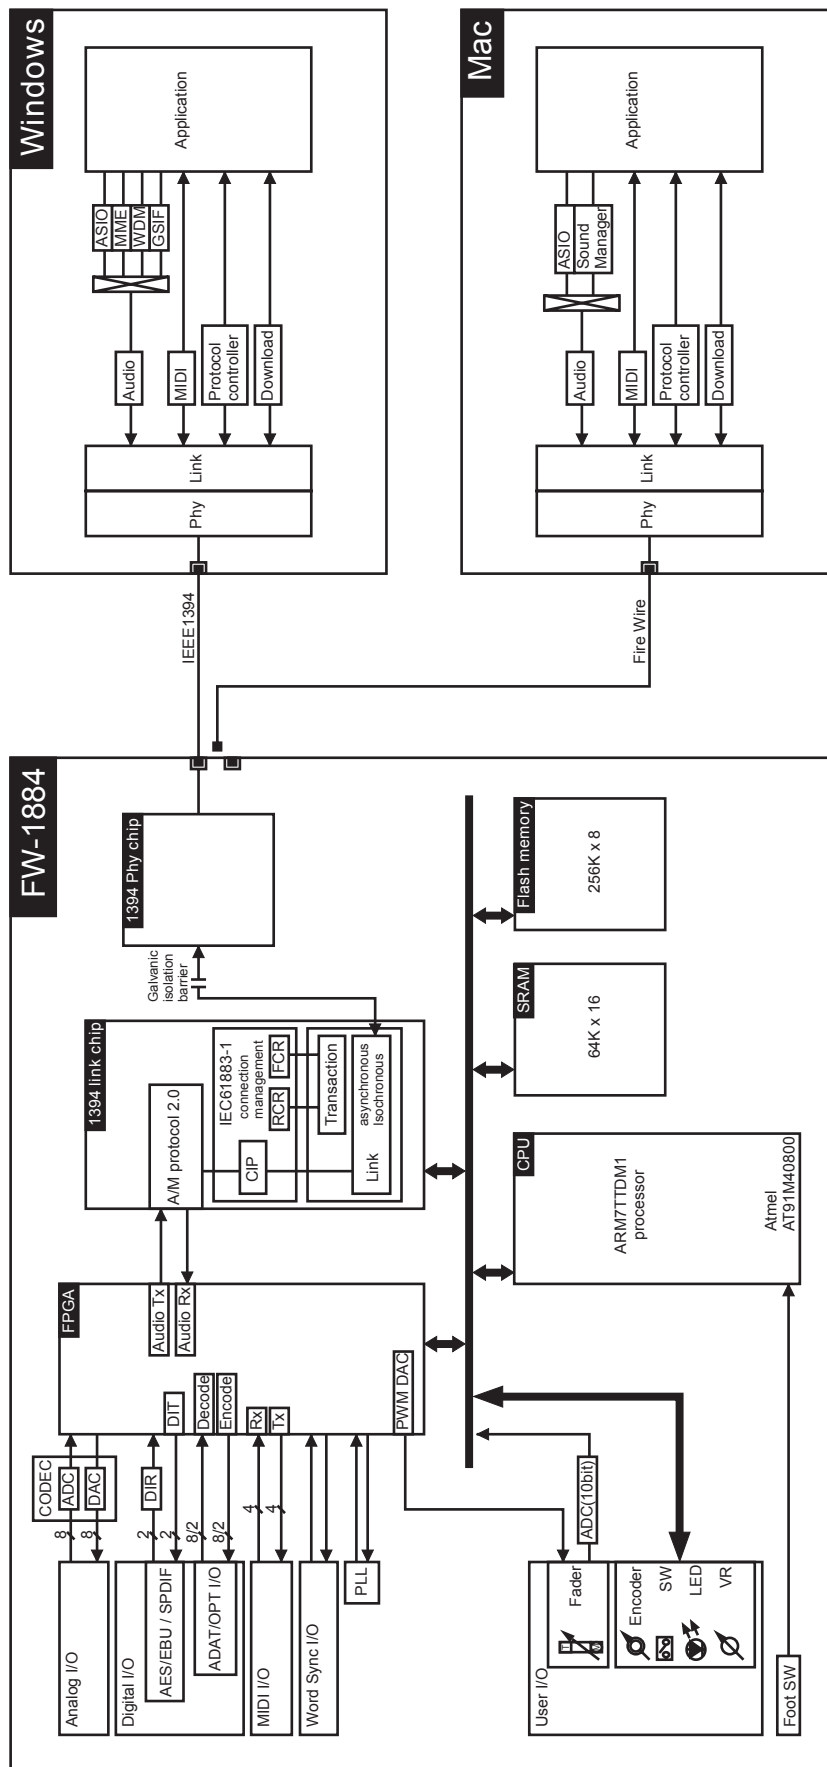 FW-1884
Analog I/O
8
8
CODEC
ADC
DAC
Digital I/O
AES/EBU / SPDIF
ADAT/OPT I/O
2
2
8/2
8/2
DIR
DIT
Decode
Encode
MIDI I/O
4
4
Rx
Tx
Word Sync I/O
PLL
FPGA
Audio Tx
Audio Rx
PWM DAC
1394 link chip
A/M protocol 2.0
IEC61883-1
connection
management
CIP
RCR
FCR
Transaction
Link
asynchronous
Isochronous
Galvanic
isolation
barrier
1394 Phy chip
User I/O
Fader
T
M
ADC(10bit)
Encoder
SW
LED
VR
Foot SW
CPU
ARM7TTDM1
processor
Atmel
AT91M40800
SRAM
64K x 16
Flash memory
256K x 8
IEEE1394
Fire Wire
Windows
Phy
Link
Audio
MIDI
Protocol
controller
Download
ASIO
MME
WDM
GSIF
Application
Mac
Phy
Link
Audio
MIDI
Protocol
controller
Download
ASIO
Sound
Manager
Application